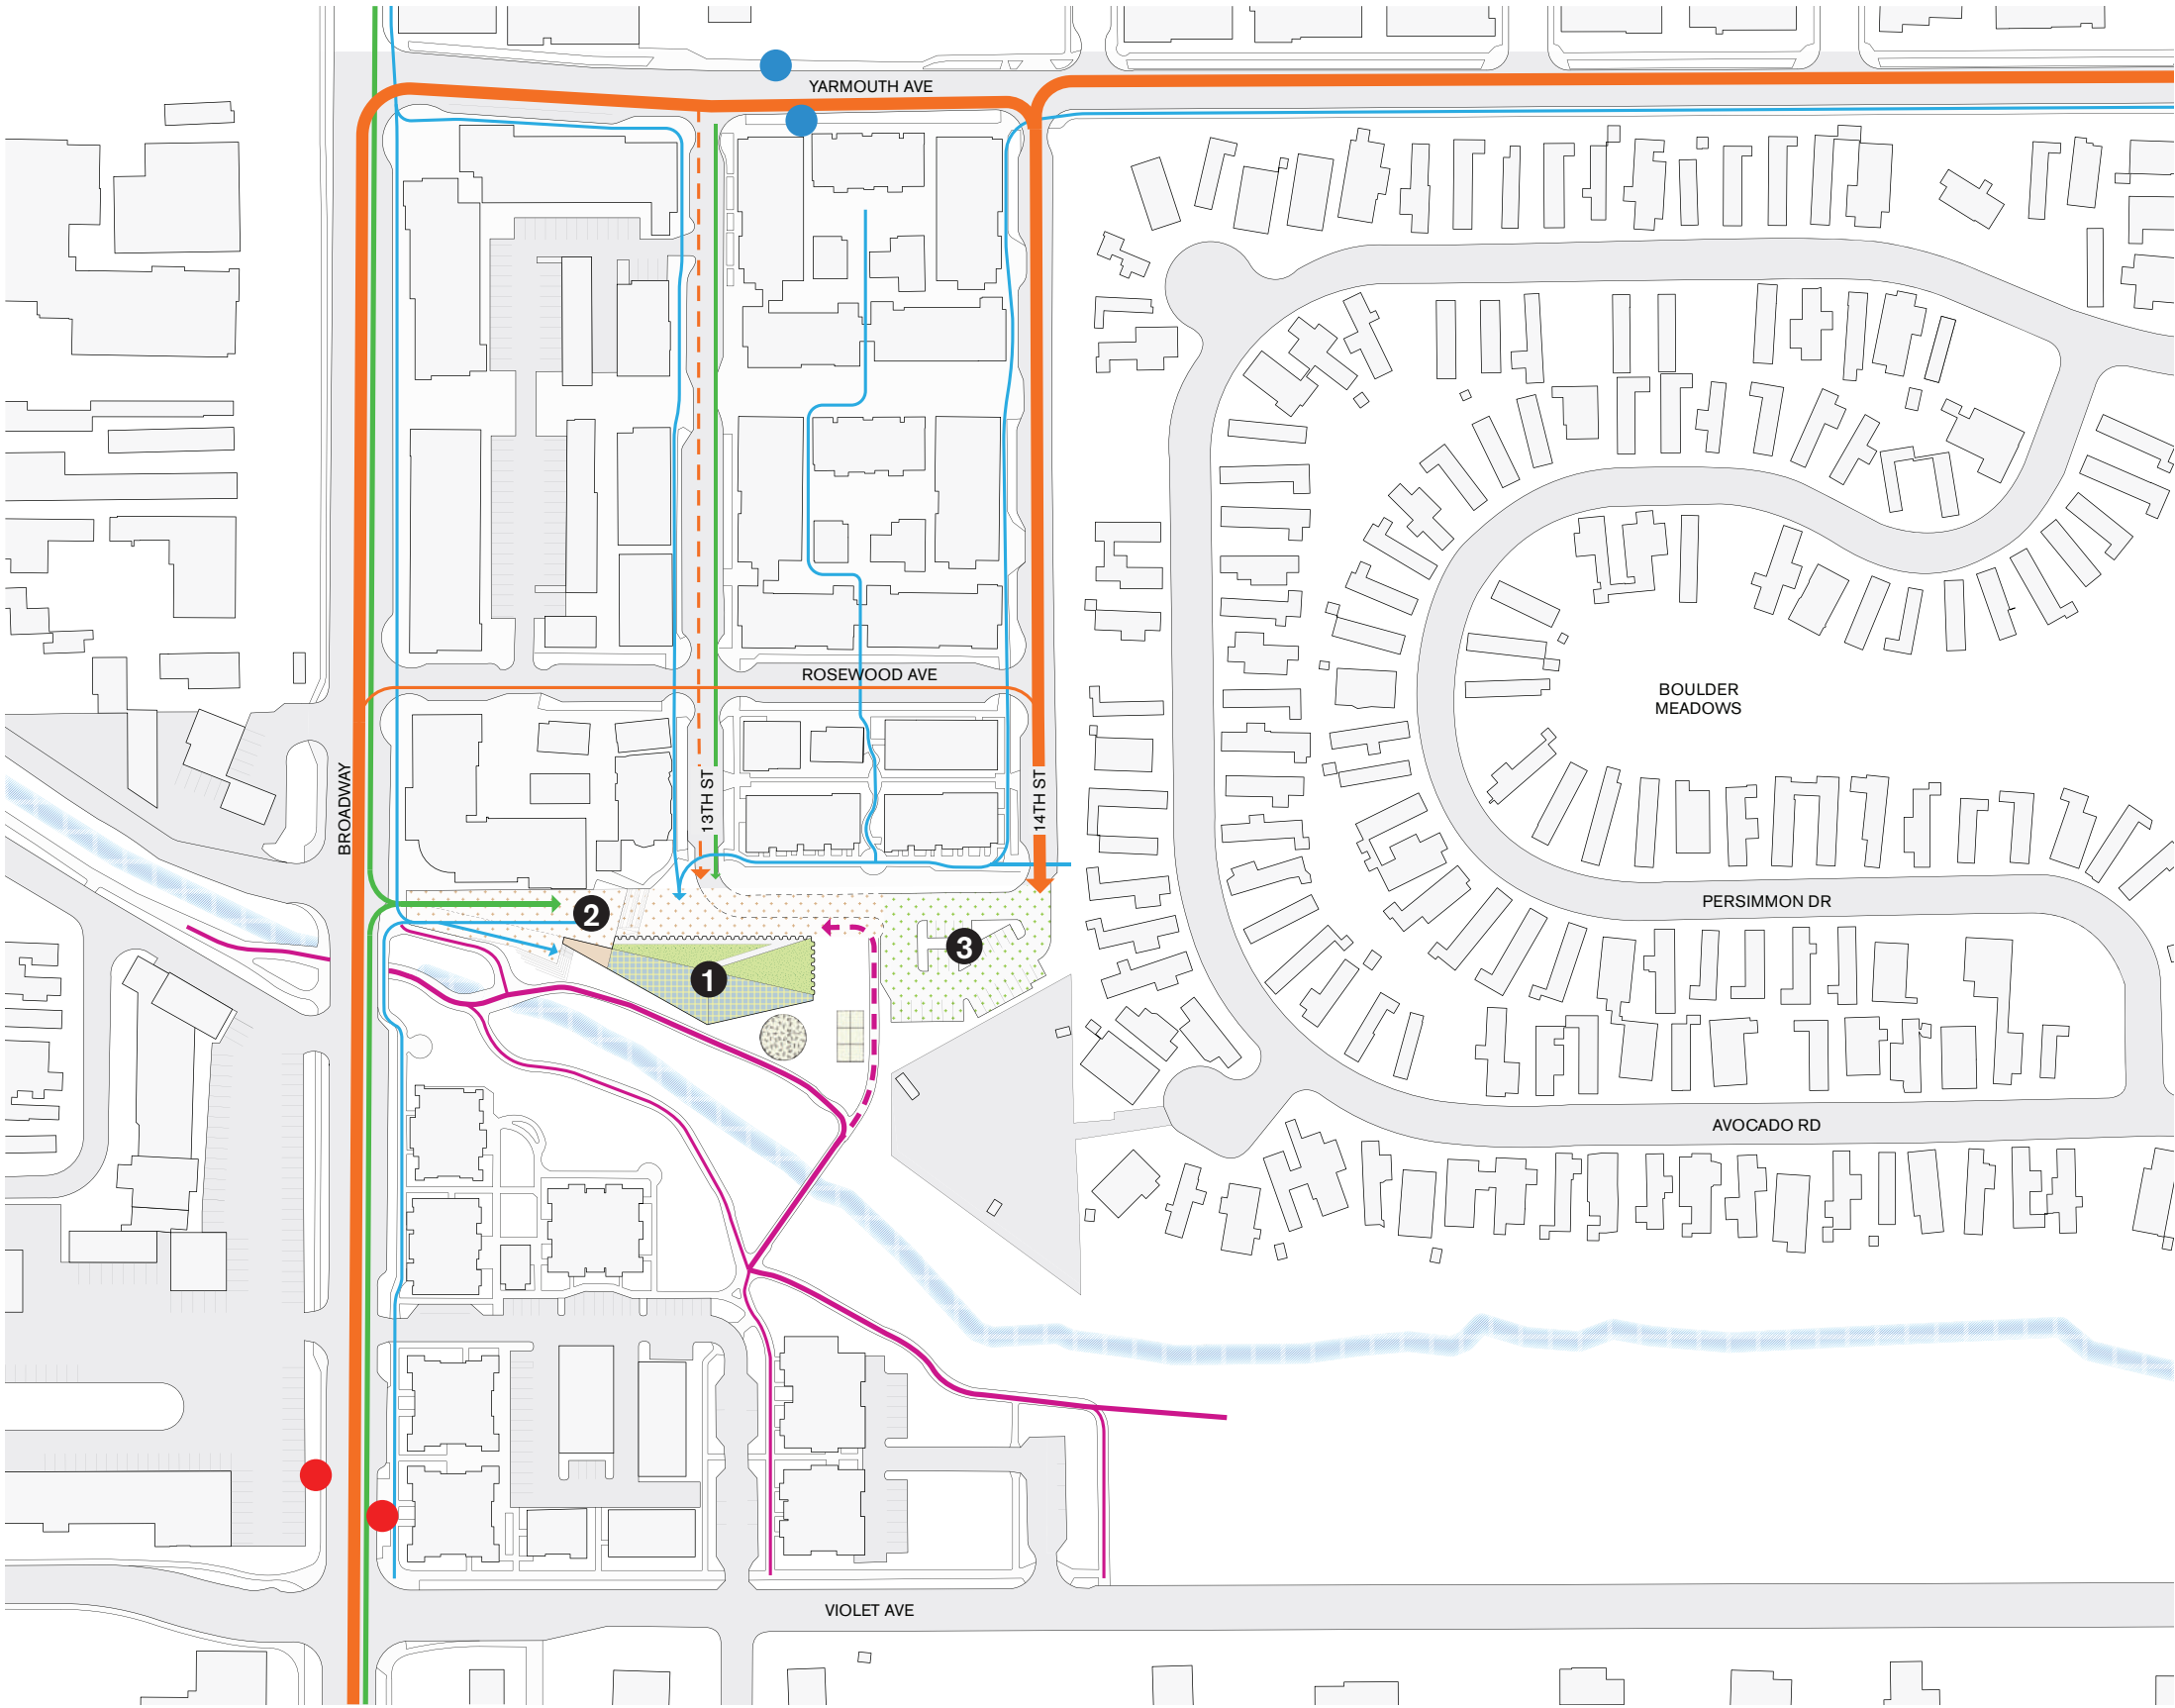 YARMOUTH AVE
ROSEWOOD AVE
BOULDER
MEADOWS
BROADWAY
13TH ST
14TH ST
PERSIMMON DR
2
3
1
AVOCADO RD
VIOLET AVE